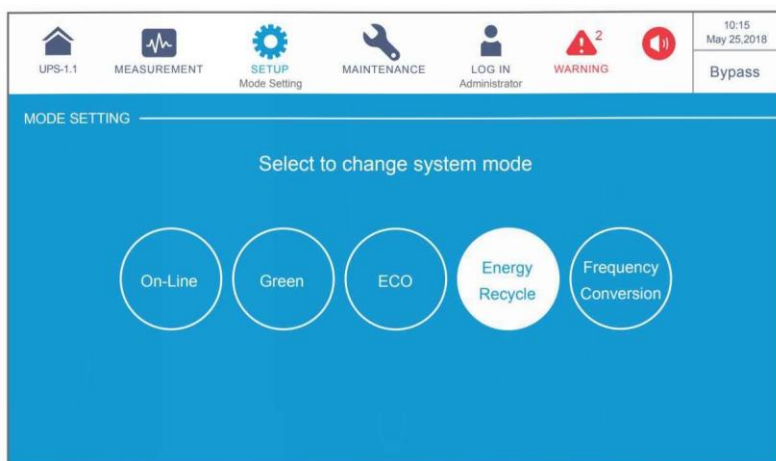 UPS-1.1
MEASUREMENT
SETUP
Mode Setting
MAINTENANCE
LOG IN
Administrator
WARNING
2
10:15
May 25,2018
Bypass
MODE SETTING
Select to change system mode
On-Line
Green
ECO
Energy
Recycle
Frequency
Conversion